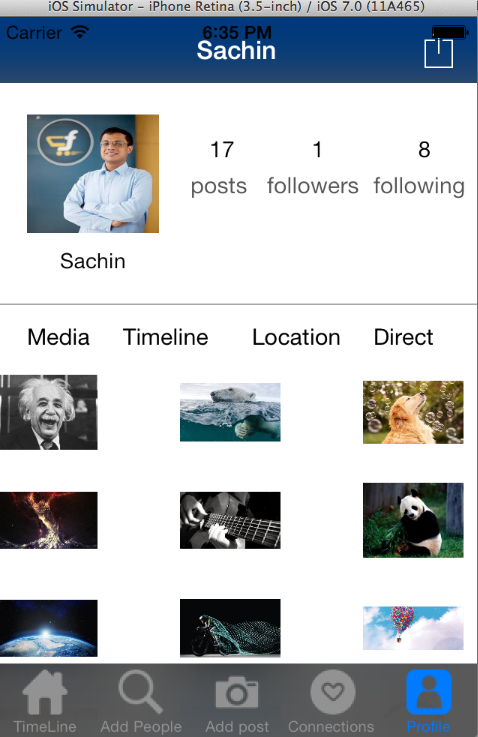 iOS Simulator - iPhone Retina (3.5-inch) / iOS 7.0 (11A465)
Carrier 6:35 PM
Sachin
17 1 8
posts followers following
Sachin
Media Timeline Location Direct
TimeLine Add People Add post Connections Profile